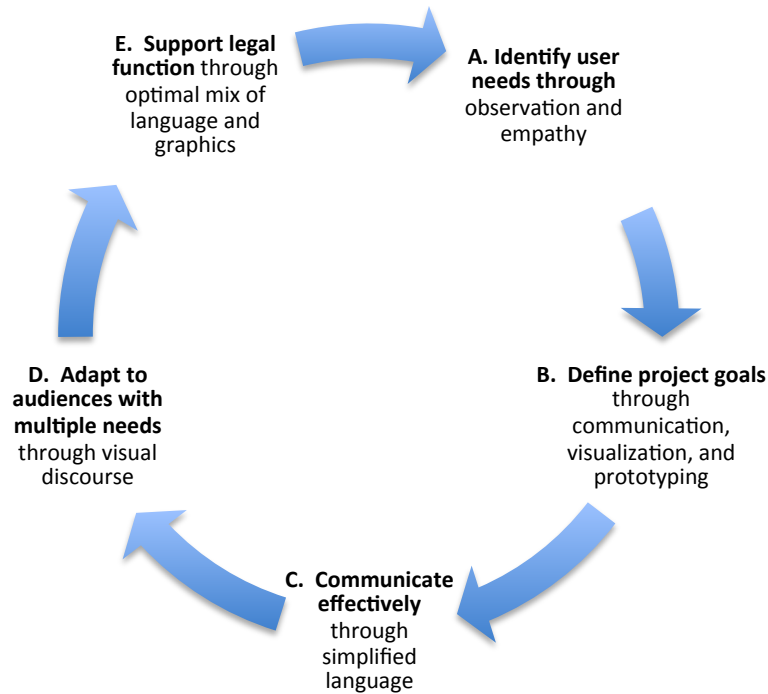 A. Identify user
needs through
observation and
empathy
B.  Define project goals
through
communication,
visualization, and
prototyping
C.  Communicate
effectively
through
simplified
language
D.  Adapt to
audiences with
multiple needs
through visual
discourse
E.  Support legal
function through
optimal mix of
language and
graphics